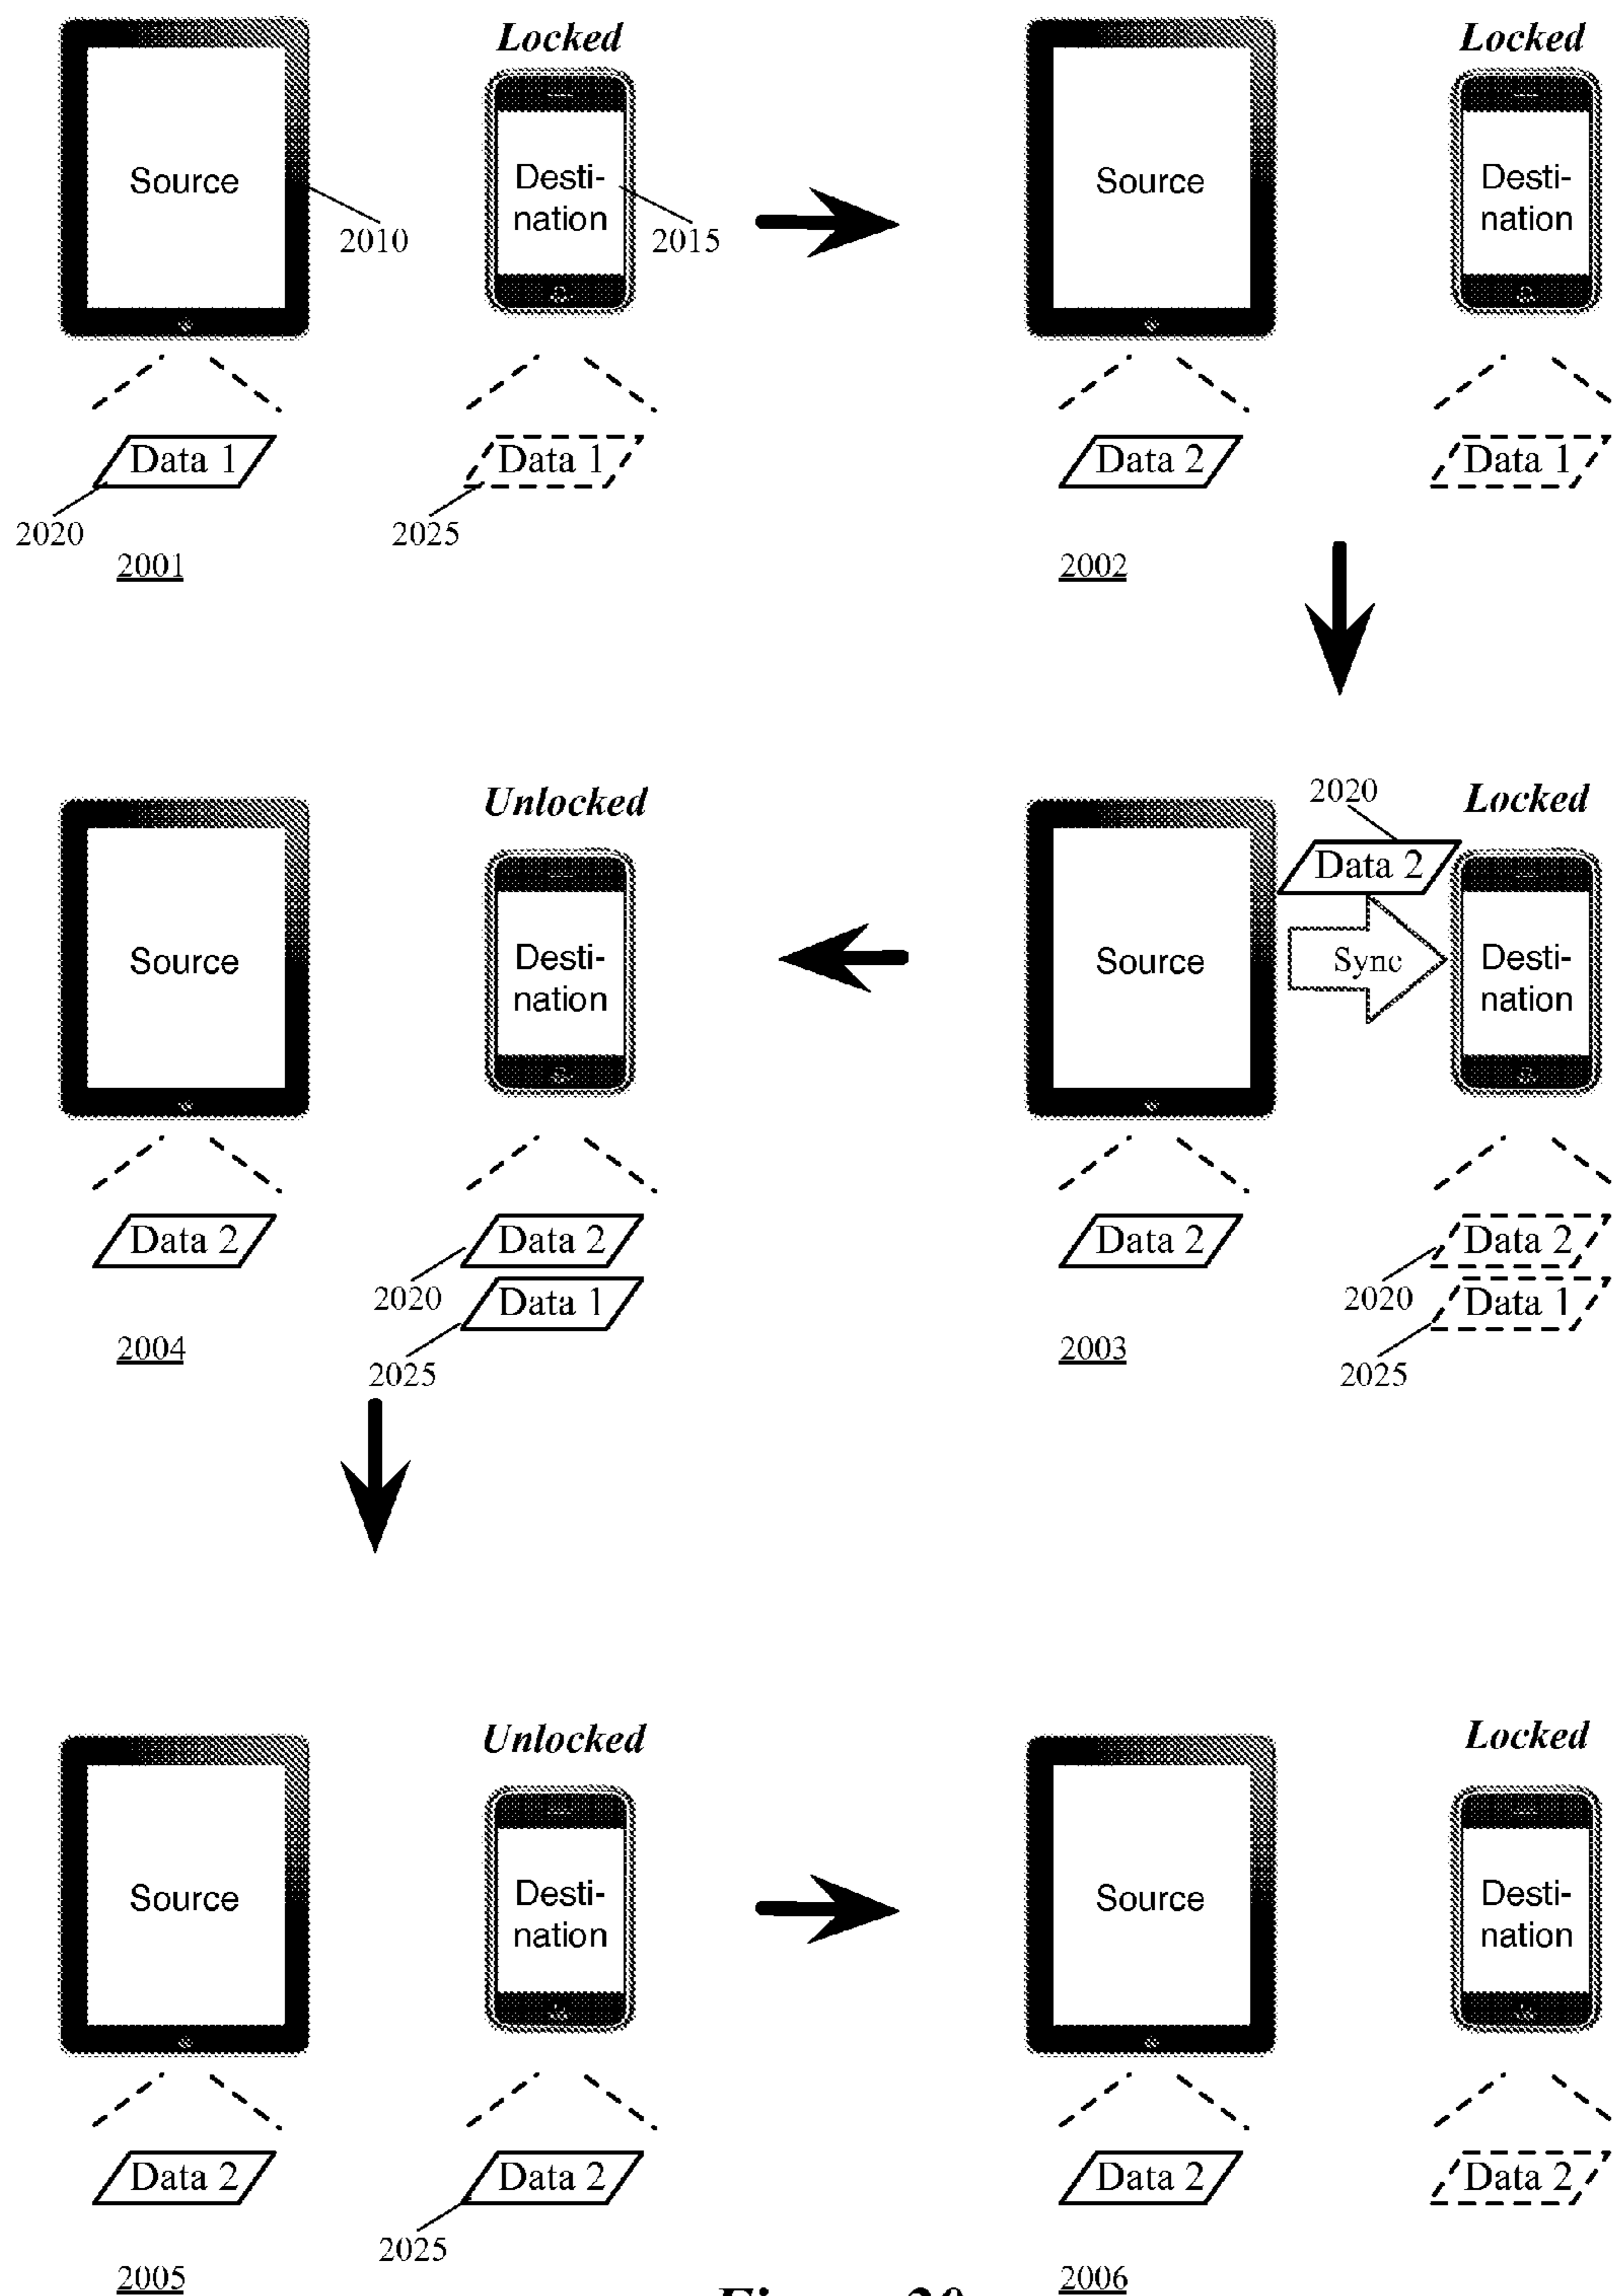 Locked
Locked
Source
Desti-
nation
2010
2015
Source
Desti-
nation
Data 1
Data 1
2020
2025
2001
Data 2
Data 1
2002
Unlocked
Source
Desti-
nation
2020
Locked
Data 2
Source
Sync
Desti-
nation
Data 2
Data 2
2020
Data 1
2004
2025
Data 2
Data 2
2020
Data 1
2003
2025
Unlocked
Source
Desti-
nation
Locked
Source
Desti-
nation
Data 2
Data 2
2025
2005
Data 2
Data 2
2006